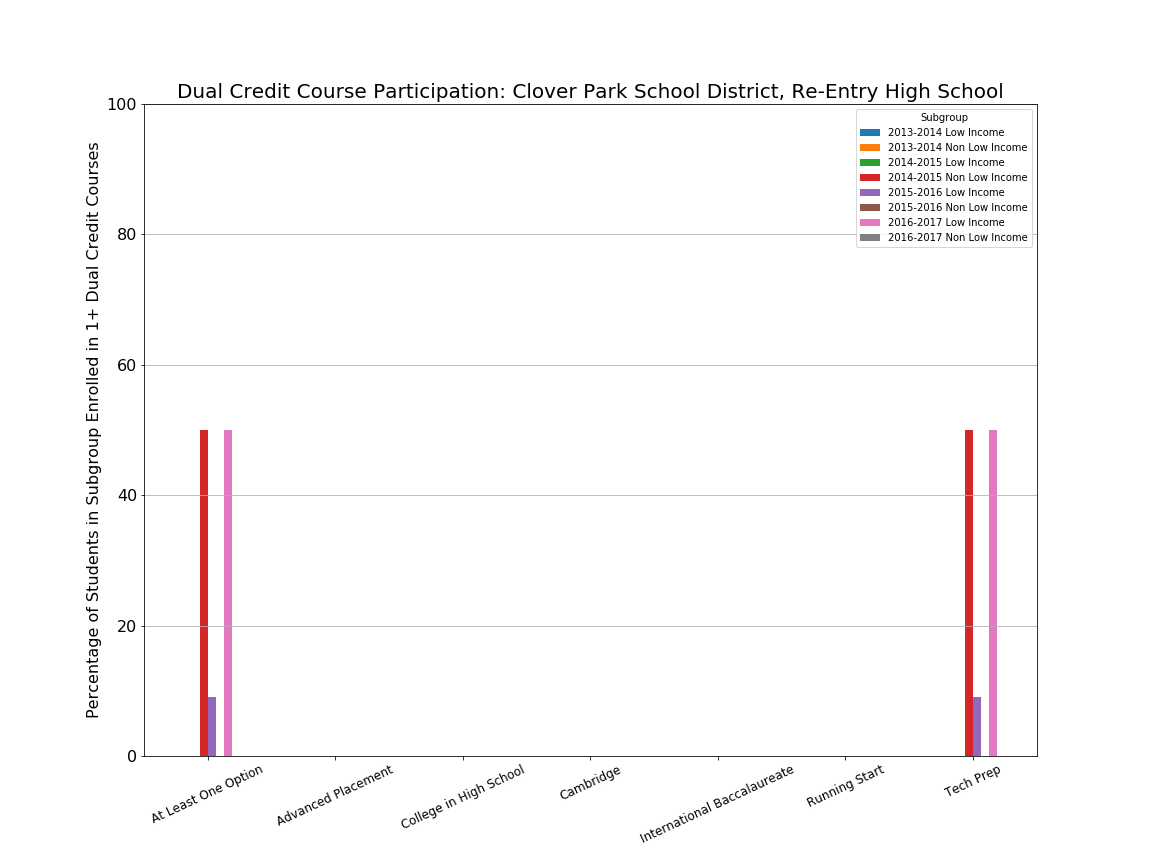 Dual Credit Course Participation: Clover Park School District, Re-Entry High School
Percentage of Students in Subgroup Enrolled in 1+ Dual Credit Courses
100
80
60
40
20
0
Subgroup
2013-2014 Low Income
2013-2014 Non Low Income
2014-2015 Low Income
2014-2015 Non Low Income
2015-2016 Low Income
2015-2016 Non Low Income
2016-2017 Low Income
2016-2017 Non Low Income
At Least One Option
Advanced Placement
College in High School
Cambridge
International Baccalaureate
Running Start
Tech Prep